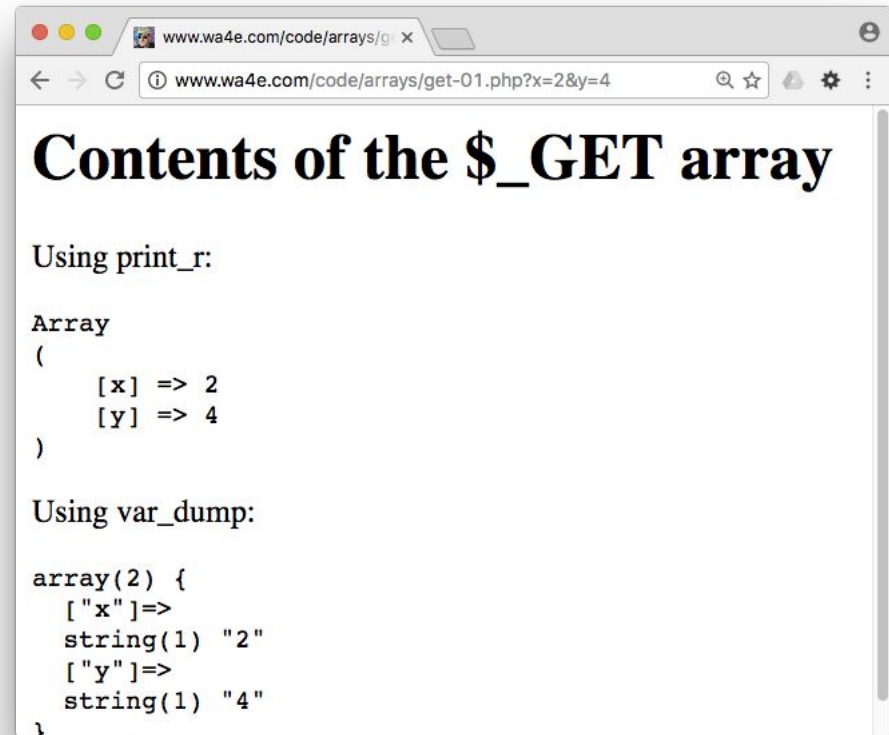 www.wa4e.com/code/arrays/g
www.wa4e.com/code/arrays/get-01.php?x=2&y=4
Contents of the $_GET array
Using print_r:
Array
(
    [x] => 2
    [y] => 4
)
Using var_dump:
array(2) {
  ["x"]=>
  string(1) "2"
  ["y"]=>
  string(1) "4"
}